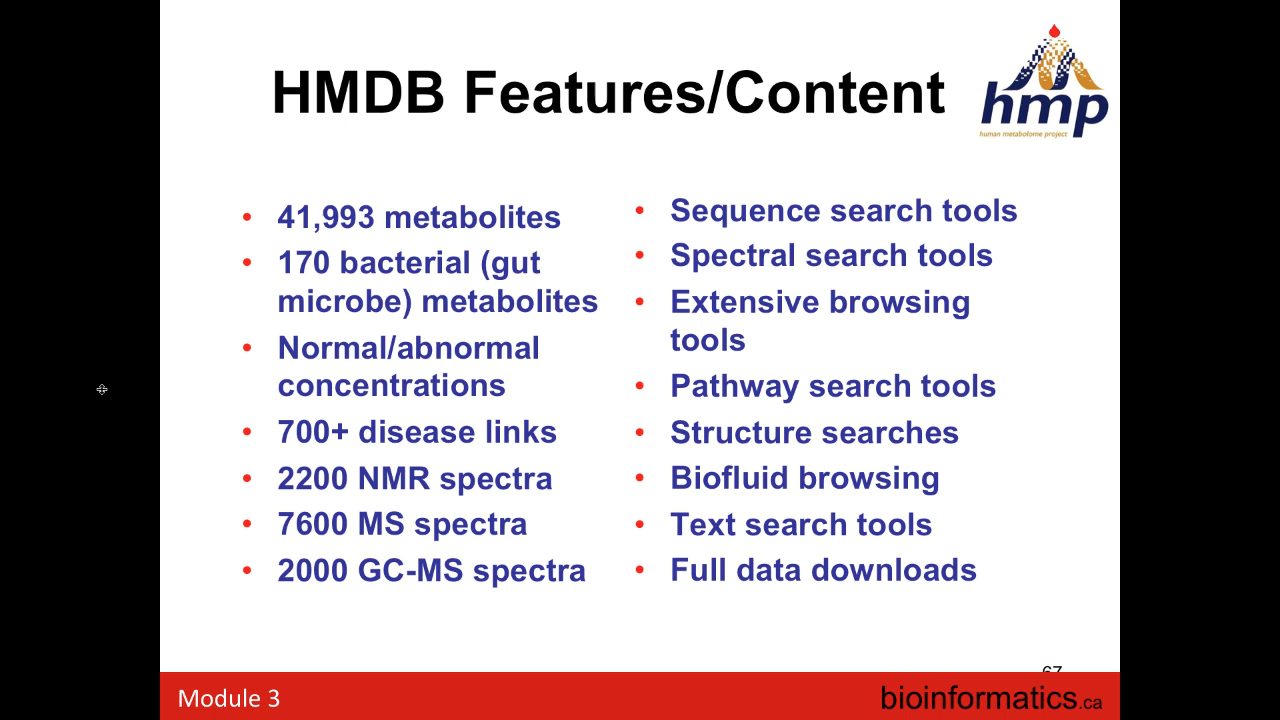 HMDB Features/Content
hmp
human metabolome project
• 41,993 metabolites
• 170 bacterial (gut
microbe) metabolites
• Normal/abnormal
concentrations
• 700+ disease links
• 2200 NMR spectra
• 7600 MS spectra
• 2000 GC-MS spectra
• Sequence search tools
• Spectral search tools
• Extensive browsing
tools
• Pathway search tools
• Structure searches
• Biofluid browsing
• Text search tools
• Full data downloads
67
Module 3
bioinformatics.ca